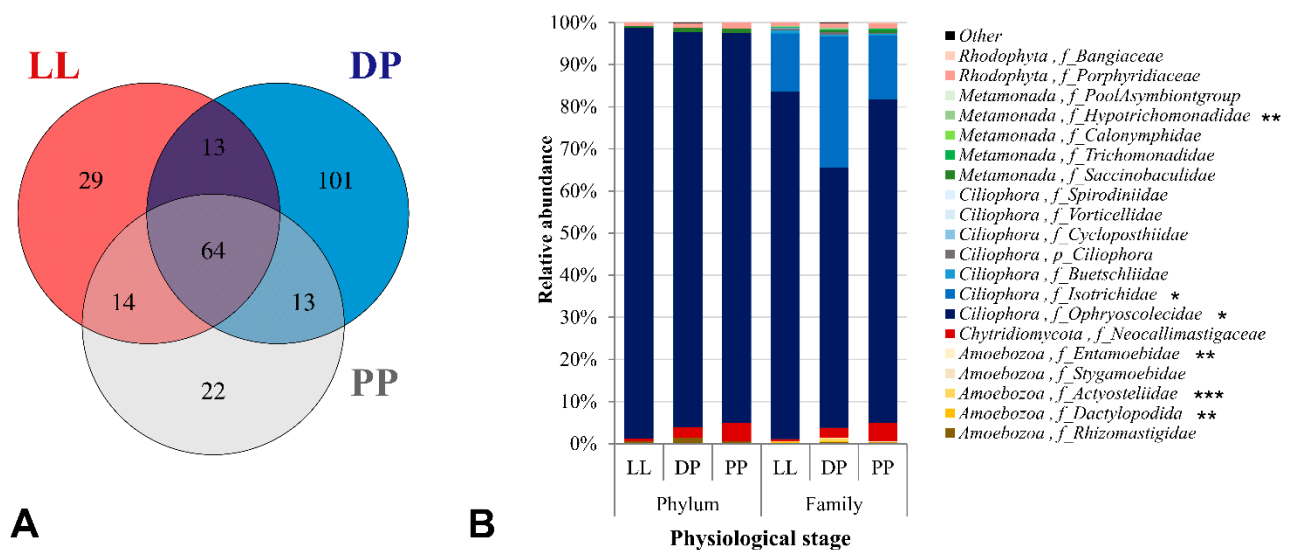 LL
DP
13
29
101
64
14
13
PP
22
A
100%
90%
80%
70%
60%
50%
40%
30%
20%
10%
0%
Relative abundance
LL DP PP LL DP PP
Phylum Family
Physiological stage
B
Other
Rhodophyta , f_Bangiaceae
Rhodophyta , f_Porphyridiaceae
Metamonada , f_PoolAsymbiontgroup
Metamonada , f_Hypotrichomonadidae **
Metamonada , f_Calonymphidae
Metamonada , f_Trichomonadidae
Metamonada , f_Saccinobaculidae
Ciliophora , f_Spirodiniidae
Ciliophora , f_Vorticellidae
Ciliophora , f_Cycloposthiidae
Ciliophora , p_Ciliophora
Ciliophora , f_Buetschliidae
Ciliophora , f_Isotrichidae *
Ciliophora , f_Ophryoscolecidae *
Chytridiomycota , f_Neocallimastigaceae
Amoebozoa , f_Entamoebidae **
Amoebozoa , f_Stygamoebidae
Amoebozoa , f_Actyosteliidae ***
Amoebozoa , f_Dactylopodida **
Amoebozoa , f_Rhizomastigidae